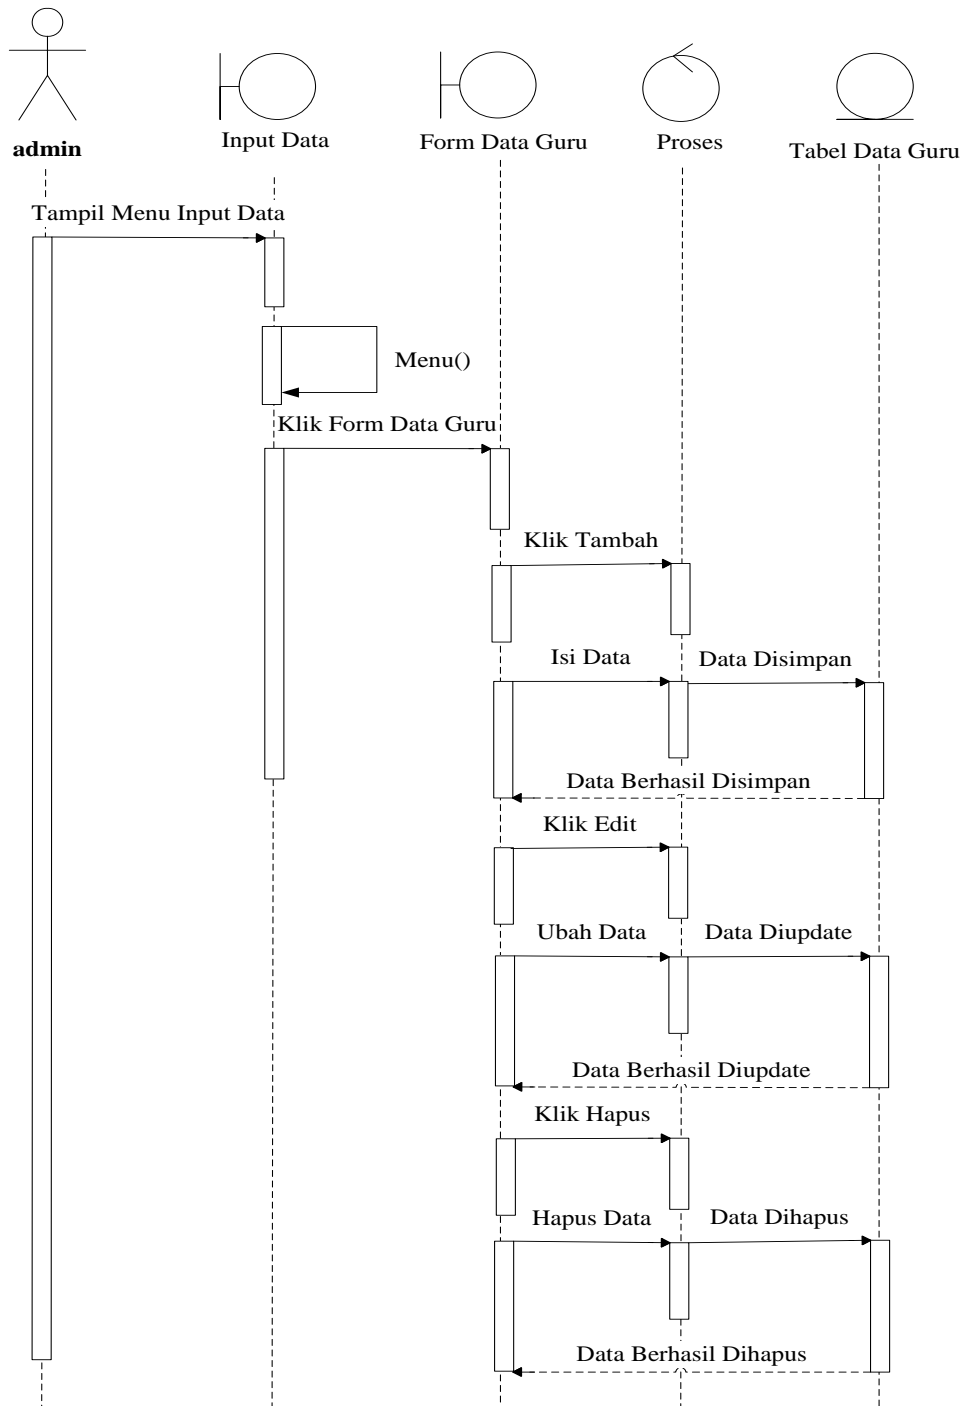 admin
Input Data
Form Data Guru
Proses
Tabel Data Guru
Tampil Menu Input Data
Menu()
Klik Form Data Guru
Klik Tambah
Isi Data
Data Disimpan
Data Berhasil Disimpan
Klik Edit
Ubah Data
Data Diupdate
Data Berhasil Diupdate
Klik Hapus
Hapus Data
Data Dihapus
Data Berhasil Dihapus